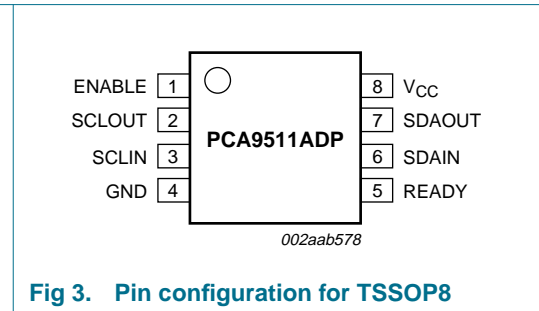 ENABLE 1 8 VCC
SCLOUT 2 7 SDAOUT
PCA9511ADP
SCLIN 3 6 SDAIN
GND 4 5 READY
002aab578
Fig 3. Pin configuration for TSSOP8